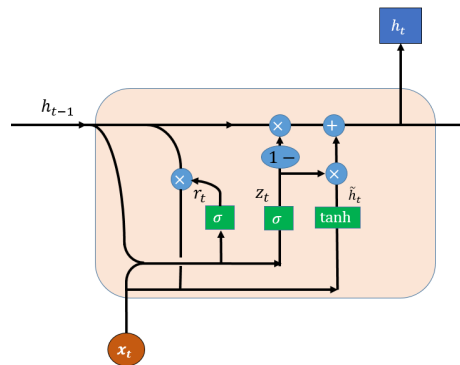 h_t
h_{t−1}
×
+
1 −
×
×
r_t
z_t
h̃_t
σ
σ
tanh
x_t